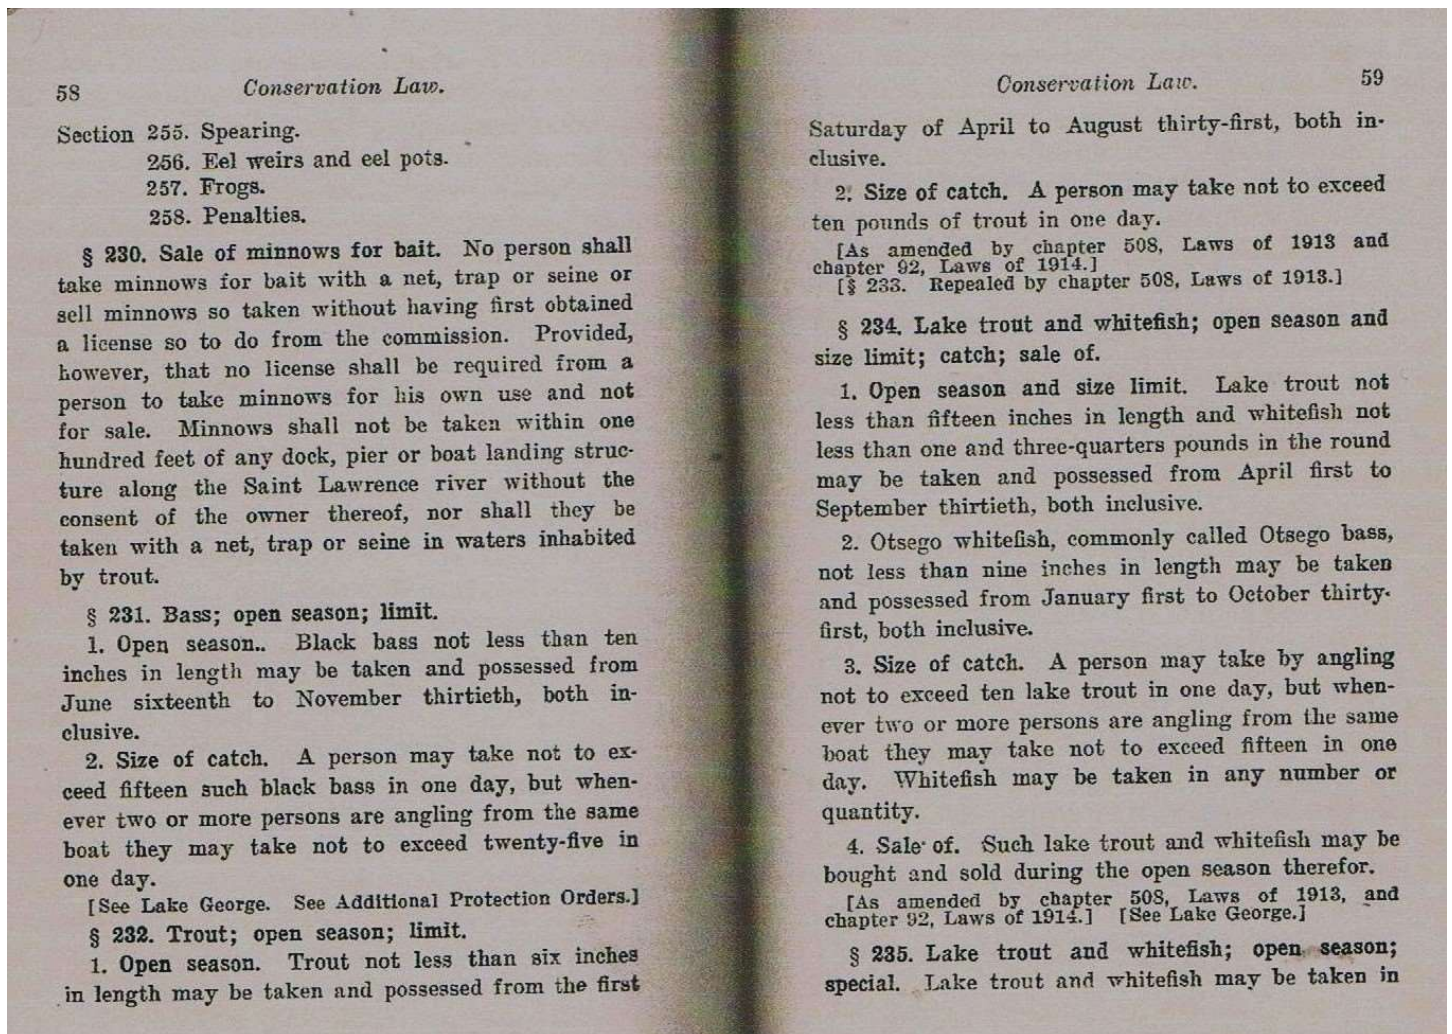 58
Conservation Law.
Section 255. Spearing.
256. Eel weirs and eel pots.
257. Frogs.
258. Penalties.
§ 230. Sale of minnows for bait. No person shall
take minnows for bait with a net, trap or seine or
sell minnows so taken without having first obtained
a license so to do from the commission. Provided,
however, that no license shall be required from a
person to take minnows for his own use and not
for sale. Minnows shall not be taken within one
hundred feet of any dock, pier or boat landing struc-
ture along the Saint Lawrence river without the
consent of the owner thereof, nor shall they be
taken with a net, trap or seine in waters inhabited
by trout.
§ 231. Bass; open season; limit.
1. Open season.. Black bass not less than ten
inches in length may be taken and possessed from
June sixteenth to November thirtieth, both in-
clusive.
2. Size of catch. A person may take not to ex-
ceed fifteen such black bass in one day, but when-
ever two or more persons are angling from the same
boat they may take not to exceed twenty-five in
one day.
[See Lake George. See Additional Protection Orders.]
§ 232. Trout; open season; limit.
1. Open season. Trout not less than six inches
in length may be taken and possessed from the first
Conservation Law.
59
Saturday of April to August thirty-first, both in-
clusive.
2. Size of catch. A person may take not to exceed
ten pounds of trout in one day.
[As amended by chapter 508, Laws of 1913 and
chapter 92, Laws of 1914.]
[§ 233. Repealed by chapter 508, Laws of 1913.]
§ 234. Lake trout and whitefish; open season and
size limit; catch; sale of.
1. Open season and size limit. Lake trout not
less than fifteen inches in length and whitefish not
less than one and three-quarters pounds in the round
may be taken and possessed from April first to
September thirtieth, both inclusive.
2. Otsego whitefish, commonly called Otsego bass,
not less than nine inches in length may be taken
and possessed from January first to October thirty-
first, both inclusive.
3. Size of catch. A person may take by angling
not to exceed ten lake trout in one day, but when-
ever two or more persons are angling from the same
boat they may take not to exceed fifteen in one
day. Whitefish may be taken in any number or
quantity.
4. Sale of. Such lake trout and whitefish may be
bought and sold during the open season therefor.
[As amended by chapter 508, Laws of 1913, and
chapter 92, Laws of 1914.] [See Lake George.]
§ 235. Lake trout and whitefish; open season;
special. Lake trout and whitefish may be taken in